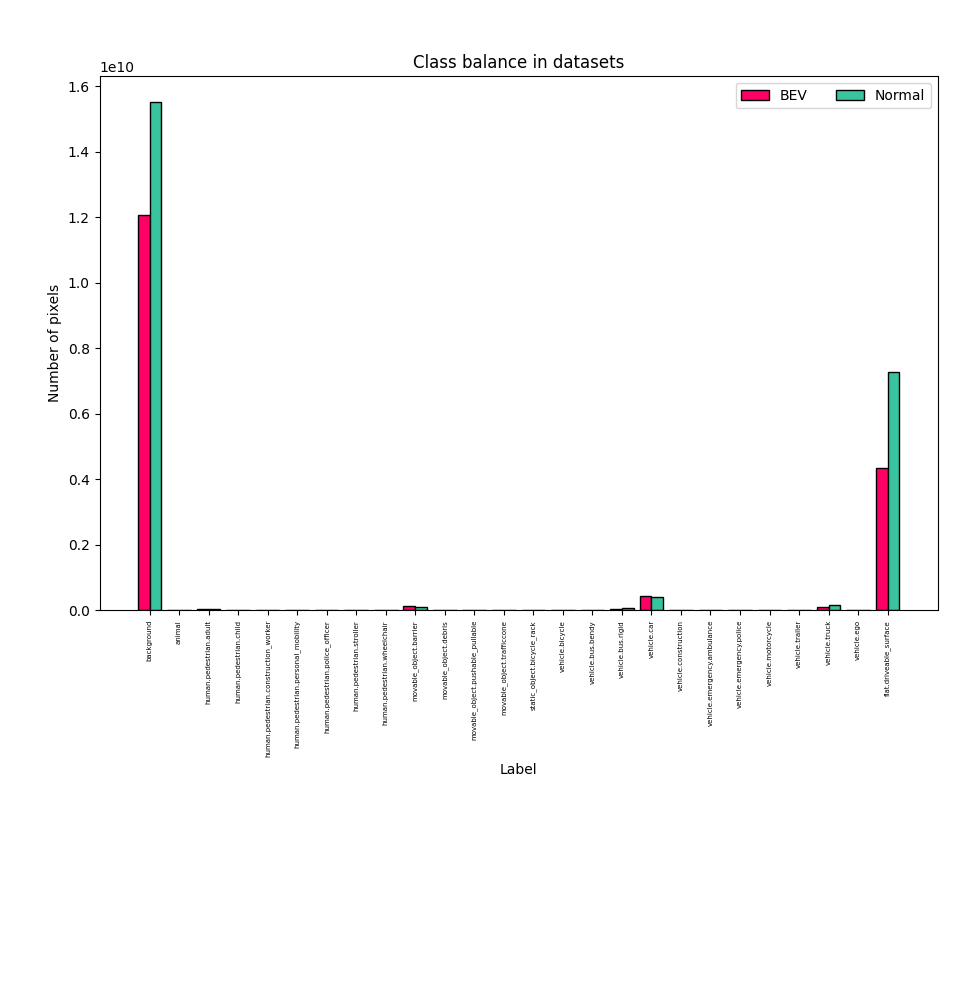 Class balance in datasets
1e10
BEV
Normal
1.6
1.4
1.2
1.0
0.8
0.6
0.4
0.2
0.0
Number of pixels
background
animal
human.pedestrian.adult
human.pedestrian.child
human.pedestrian.construction_worker
human.pedestrian.personal_mobility
human.pedestrian.police_officer
human.pedestrian.stroller
human.pedestrian.wheelchair
movable_object.barrier
movable_object.debris
movable_object.pushable_pullable
movable_object.trafficcone
static_object.bicycle_rack
vehicle.bicycle
vehicle.bus.bendy
vehicle.bus.rigid
vehicle.car
vehicle.construction
vehicle.emergency.ambulance
vehicle.emergency.police
vehicle.motorcycle
vehicle.trailer
vehicle.truck
vehicle.ego
flat.driveable_surface
Label